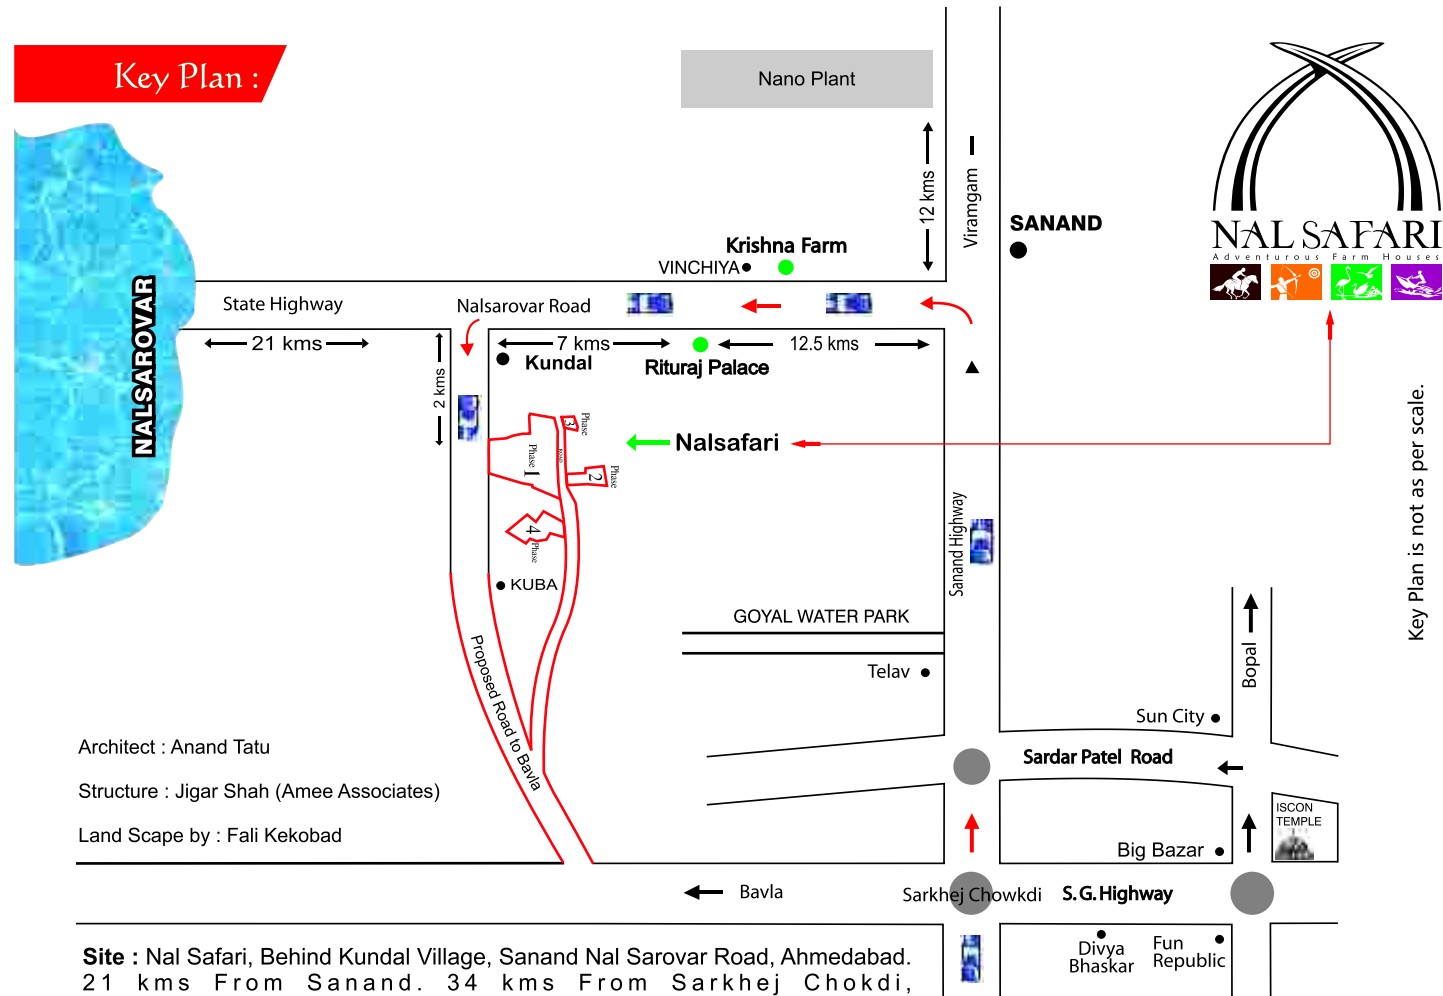 Key Plan :
Nano Plant
12 kms
Viramgam
SANAND
NAL SAFARI
Adventurous Farm Houses
Krishna Farm
VINCHIYA
State Highway
Nalsarovar Road
NALSAROVAR
21 kms
2 kms
7 kms
12.5 kms
Kundal
Rituraj Palace
Phase
3
Phase
1
ROAD
Phase
2
Phase
4
Nalsafari
Key Plan is not as per scale.
Sanand Highway
KUBA
GOYAL WATER PARK
Telav
Proposed Road to Bavla
Bopal
Sun City
Sardar Patel Road
ISCON
TEMPLE
Architect : Anand Tatu
Structure : Jigar Shah (Amee Associates)
Land Scape by : Fali Kekobad
Big Bazar
Bavla
Sarkhej Chowkdi
S.G.Highway
Divya
Bhaskar
Fun
Republic
Site : Nal Safari, Behind Kundal Village, Sanand Nal Sarovar Road, Ahmedabad.
21 kms From Sanand. 34 kms From Sarkhej Chokdi,